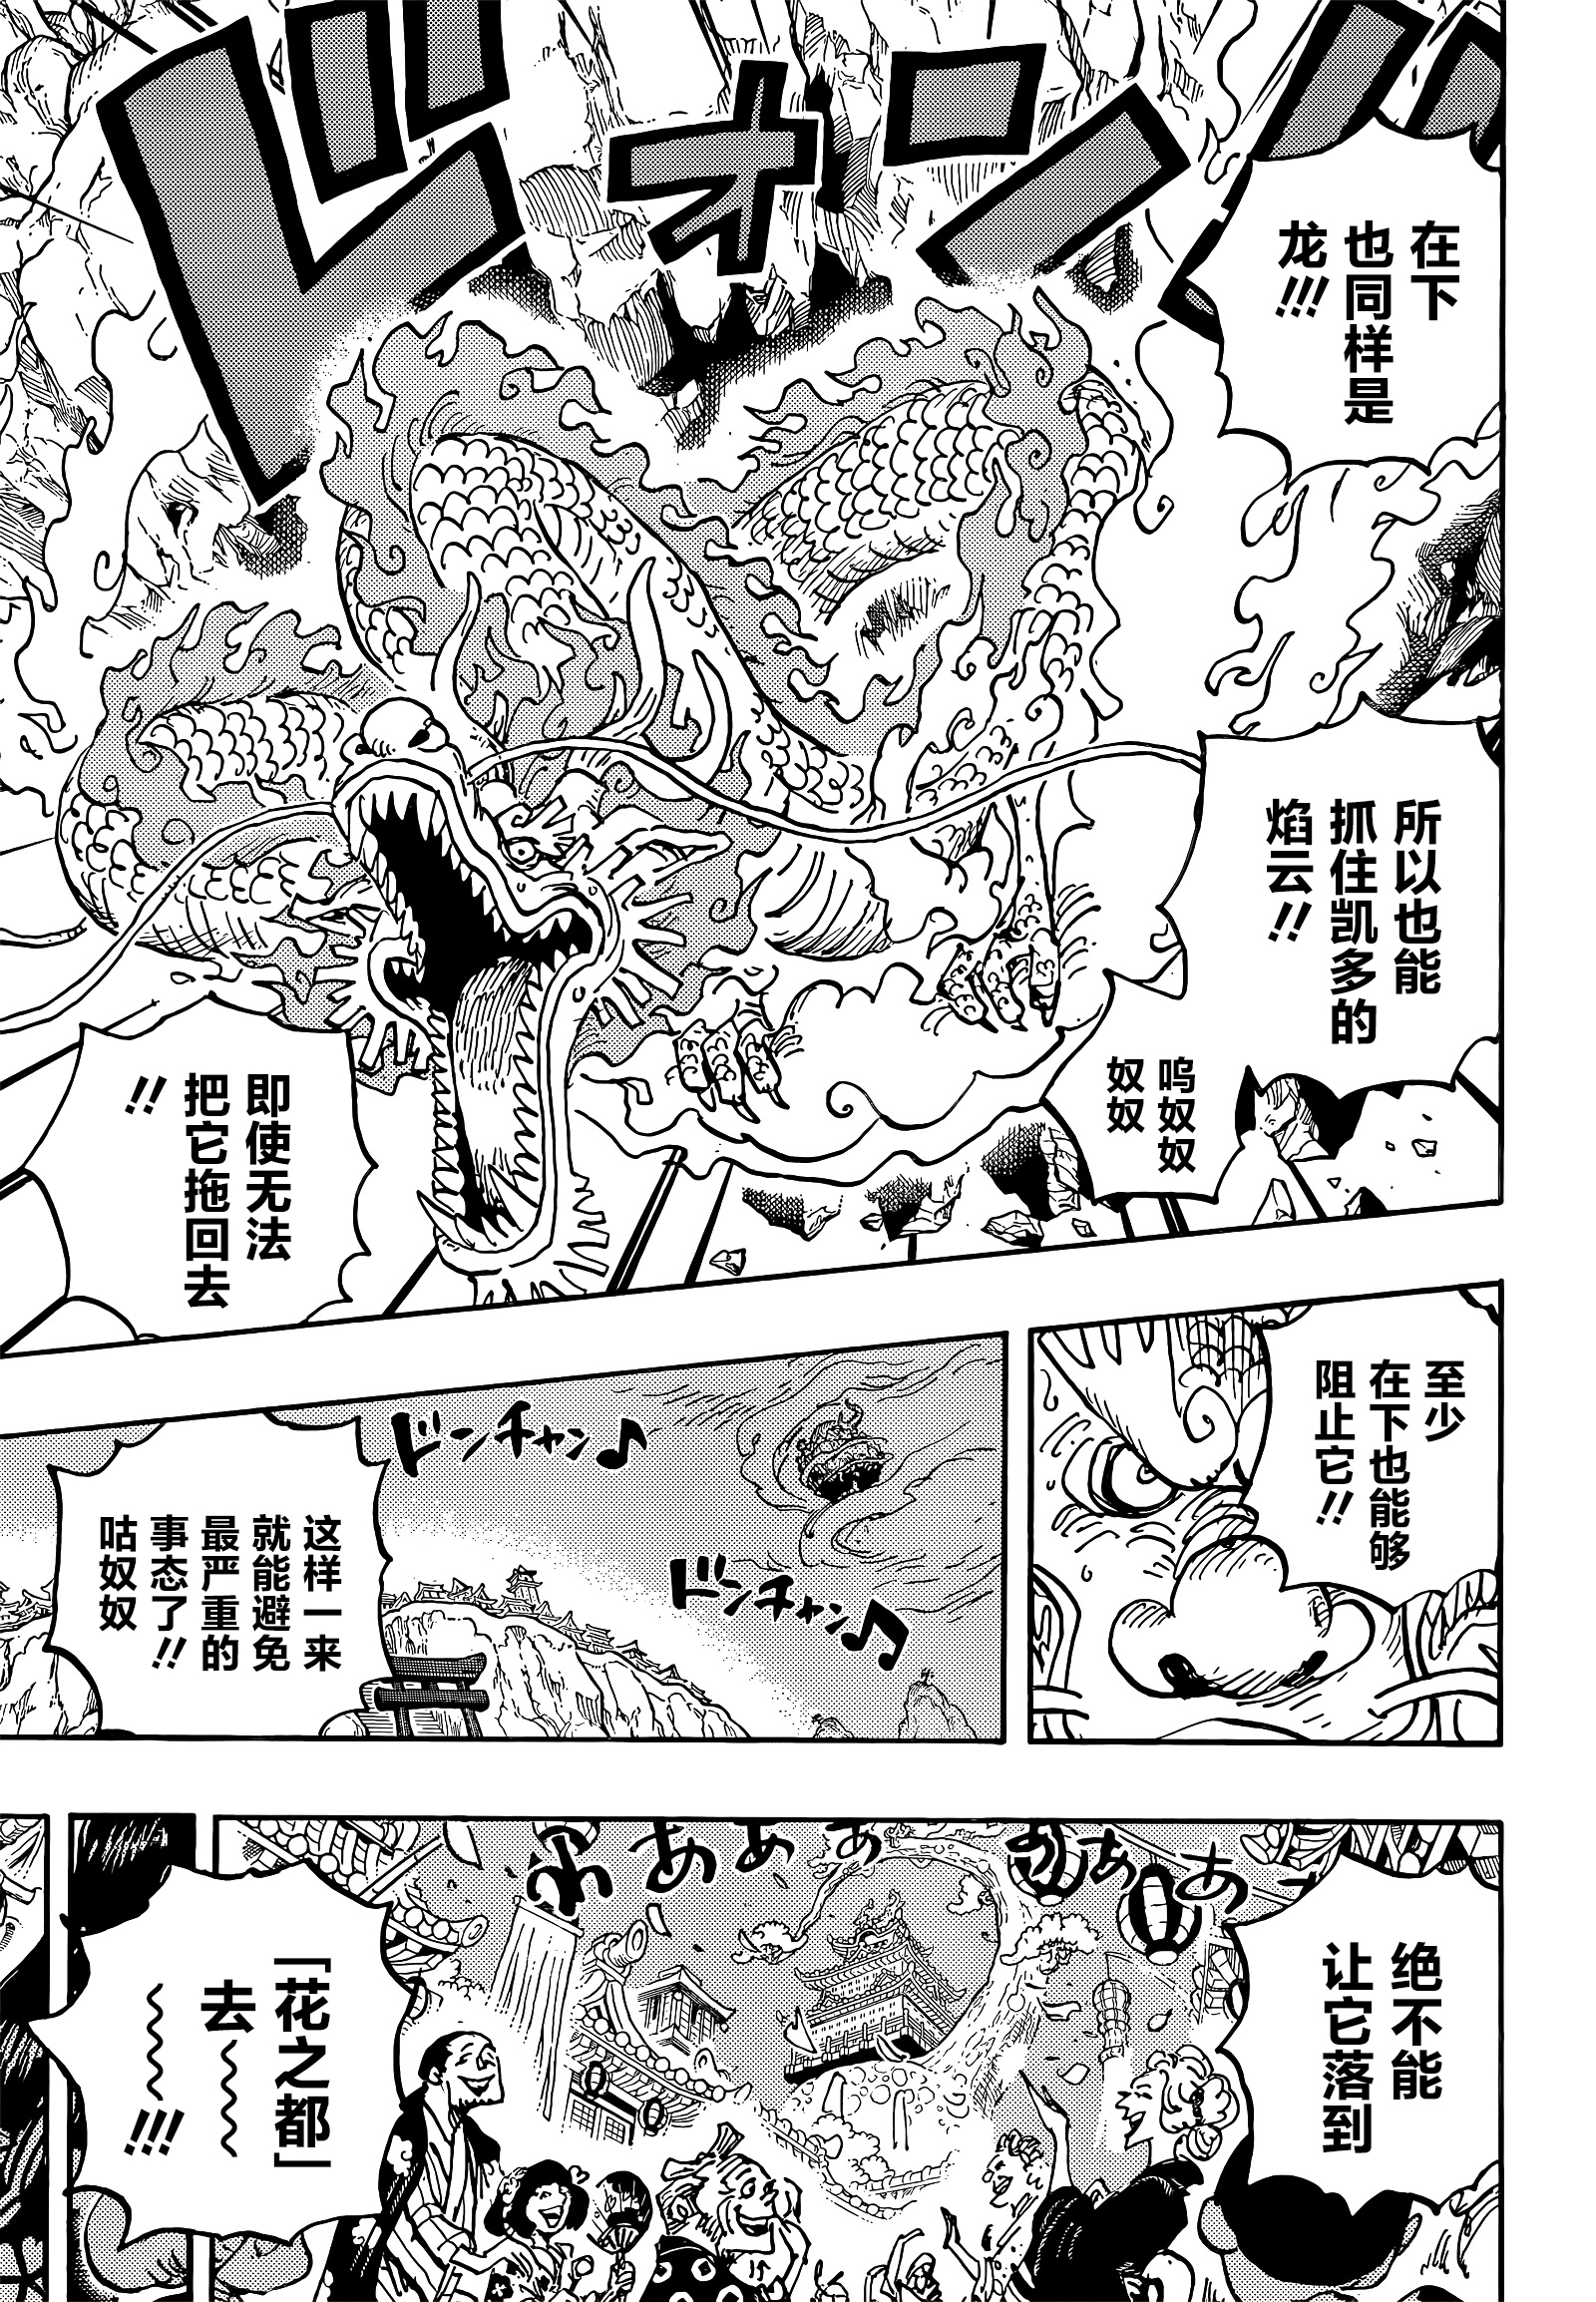 ドォン
在下
也同样是
龙!!!
所以也能
抓住凯多的
焰云!!
呜奴奴
奴奴
即使无法
把它拖回去
!!
至少
在下也能够
阻止它!!
ドンチャン♪
ドンチャン♪
这样一来
就能避免
最严重的
事态了!!
咕奴奴
绝不能
让它落到
「花之都」
去～～～
～～～～!!!
わあああああ